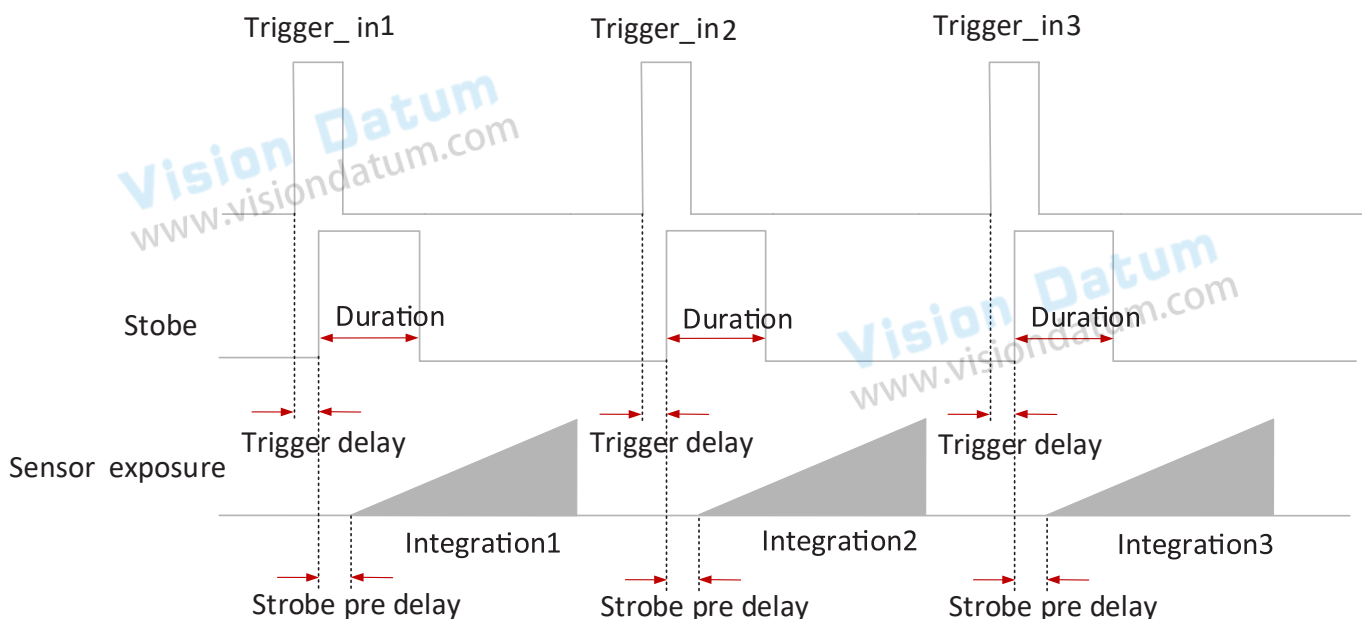 Trigger_ in1
Trigger_in2
Trigger_in3
Vision Datum
www.visiondatum.com
Stobe
Duration
Duration
Duration
Vision Datum
www.visiondatum.com
Trigger delay
Trigger delay
Trigger delay
Sensor exposure
Integration1
Integration2
Integration3
Strobe pre delay
Strobe pre delay
Strobe pre delay